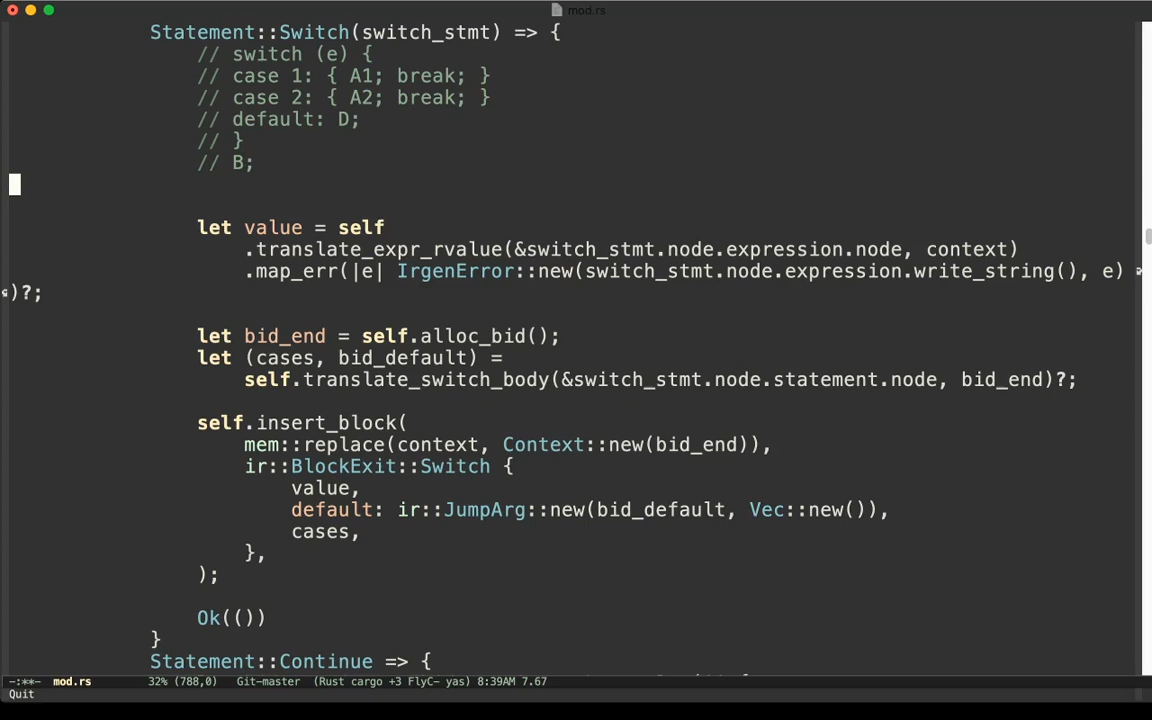 mod.rs
Statement::Switch(switch_stmt) => {
// switch (e) {
// case 1: { A1; break; }
// case 2: { A2; break; }
// default: D;
// }
// B;
let value = self
.translate_expr_rvalue(&switch_stmt.node.expression.node, context)
.map_err(|e| IrgenError::new(switch_stmt.node.expression.write_string(), e)
)?;
let bid_end = self.alloc_bid();
let (cases, bid_default) =
self.translate_switch_body(&switch_stmt.node.statement.node, bid_end)?;
self.insert_block(
mem::replace(context, Context::new(bid_end)),
ir::BlockExit::Switch {
value,
default: ir::JumpArg::new(bid_default, Vec::new()),
cases,
},
);
Ok(())
}
Statement::Continue => {
-:**- mod.rs 32% (788,0) Git-master (Rust cargo +3 FlyC- yas) 8:39AM 7.67
Quit